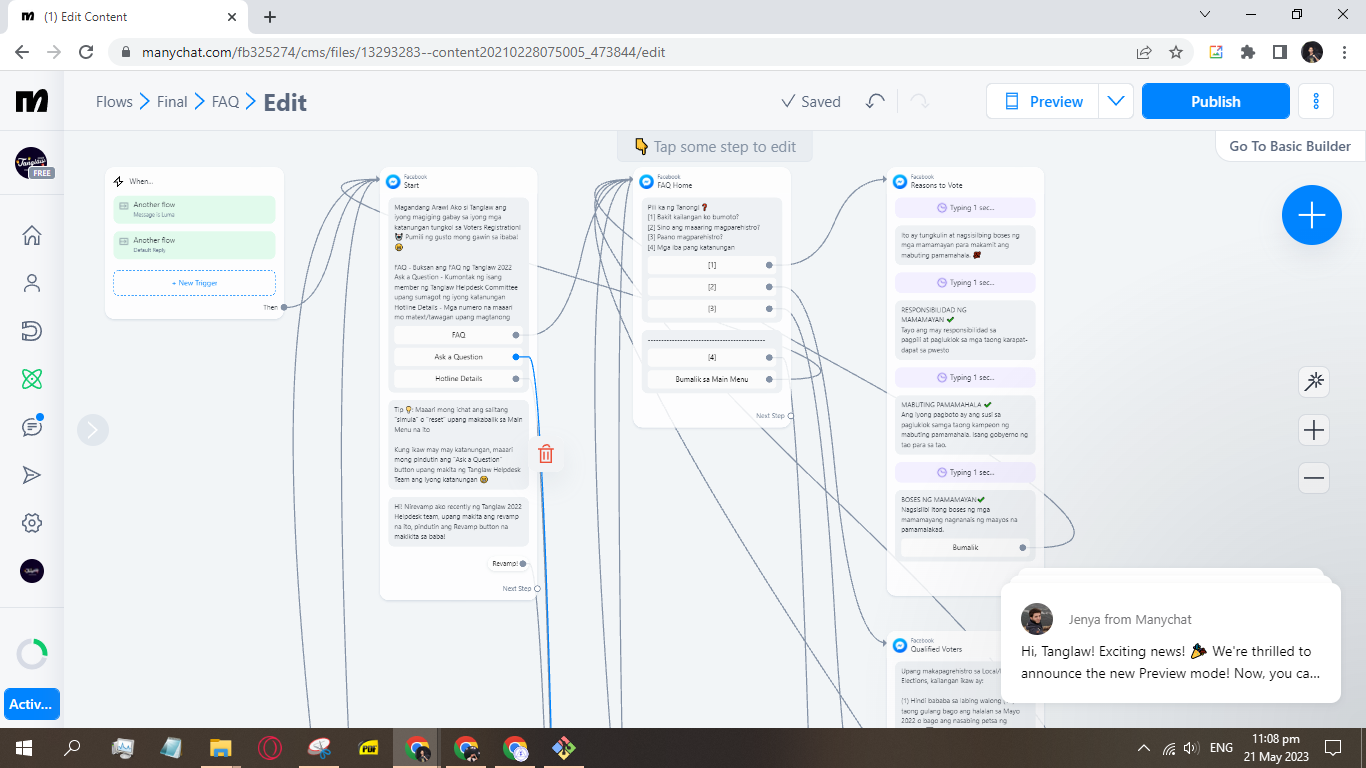 (1) Edit Content
manychat.com/fb325274/cms/files/13293283--content20210228075005_473844/edit
Flows
Final
FAQ
Edit
Saved
Preview
Publish
Tap some step to edit
Go To Basic Builder
Tanglaw
FREE
When...
Another flow
Message is Luma
Another flow
Default Reply
+ New Trigger
Then
Facebook
Start
Magandang Araw! Ako si Tanglaw ang
iyong magiging gabay sa iyong mga
katanungan tungkol sa Voters Registration!
Pumili ng gusto mong gawin sa ibaba!
FAQ - Buksan ang FAQ ng Tanglaw 2022
Ask a Question - Kumontak ng isang
member ng Tanglaw Helpdesk Committee
upang sumagot ng iyong katanungan
Hotline Details - Mga numero na maaari
mo matext/tawagan upang magtanong
FAQ
Ask a Question
Hotline Details
Tip 💡: Maaari mong ichat ang salitang
"simula" o "reset" upang makabalik sa Main
Menu na ito
Kung ikaw may may katanungan, maaari
mong pindutin ang "Ask a Question"
button upang makita ng Tanglaw Helpdesk
Team ang iyong katanungan
Hi! Nirevamp ako recently ng Tanglaw 2022
Helpdesk team, upang makita ang revamp
na ito, pindutin ang Revamp button na
makikita sa baba!
Revamp!
Next Step
Facebook
FAQ Home
Pili ka ng Tanong! ❓
[1] Bakit kailangan ko bumoto?
[2] Sino ang maaaring magparehistro?
[3] Paano magparehistro?
[4] Mga iba pang katanungan
[1]
[2]
[3]
---------------------------------------------
[4]
Bumalik sa Main Menu
Next Step
Facebook
Reasons to Vote
Typing 1 sec...
Ito ay tungkulin at nagsisilbing boses ng
mga mamamayan para makamit ang
mabuting pamamahala.
Typing 1 sec...
RESPONSIBILIDAD NG
MAMAMAYAN ✔
Tayo ang may responsibilidad sa
pagpili at pagluklok sa mga taong karapat-
dapat sa pwesto
Typing 1 sec...
MABUTING PAMAMAHALA ✔
Ang iyong pagboto ay ang susi sa
pagluklok samga taong kampeon ng
mabuting pamamahala. Isang gobyerno ng
tao para sa tao.
Typing 1 sec...
BOSES NG MAMAMAYAN✔
Nagsisilbi itong boses ng mga
mamamayang nagnanais ng maayos na
pamamalakad.
Bumalik
Facebook
Qualified Voters
Upang makapagrehistro sa Local/
Elections, kailangan ikaw ay:
(1) Hindi bababa sa labing walong
taong gulang bago ang halalan sa Mayo
2022 o bago ang nasabing petsa ng
Jenya from Manychat
Hi, Tanglaw! Exciting news! 🎉 We're thrilled to
announce the new Preview mode! Now, you ca...
Activ...
PDF
ENG
11:08 pm
21 May 2023